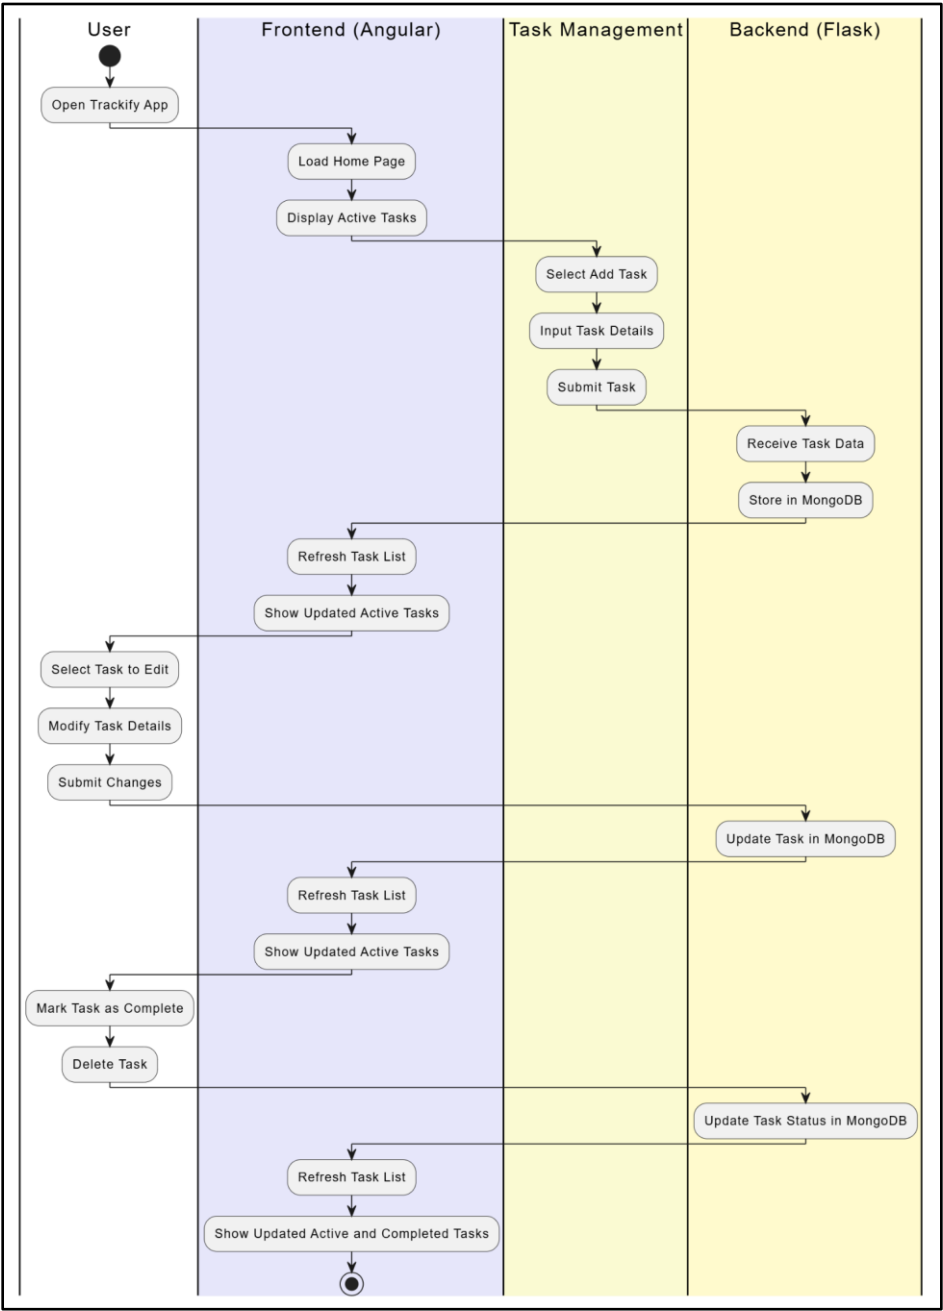 User
Frontend (Angular)
Task Management
Backend (Flask)
Open Trackify App
Load Home Page
Display Active Tasks
Select Add Task
Input Task Details
Submit Task
Receive Task Data
Store in MongoDB
Refresh Task List
Show Updated Active Tasks
Select Task to Edit
Modify Task Details
Submit Changes
Update Task in MongoDB
Refresh Task List
Show Updated Active Tasks
Mark Task as Complete
Delete Task
Update Task Status in MongoDB
Refresh Task List
Show Updated Active and Completed Tasks